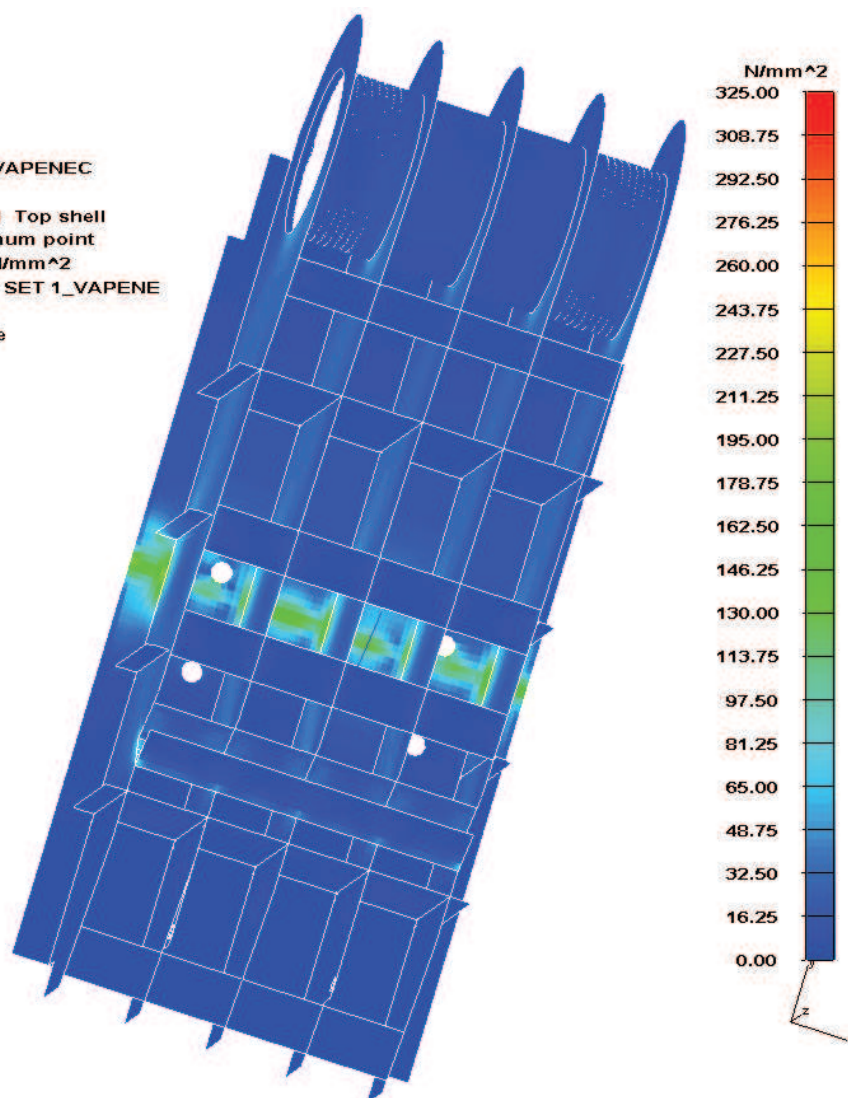 VAPENEC
Top shell
num point
N/mm^2
SET 1_VAPENE
e
N/mm^2
325.00
308.75
292.50
276.25
260.00
243.75
227.50
211.25
195.00
178.75
162.50
146.25
130.00
113.75
97.50
81.25
65.00
48.75
32.50
16.25
0.00
y
z